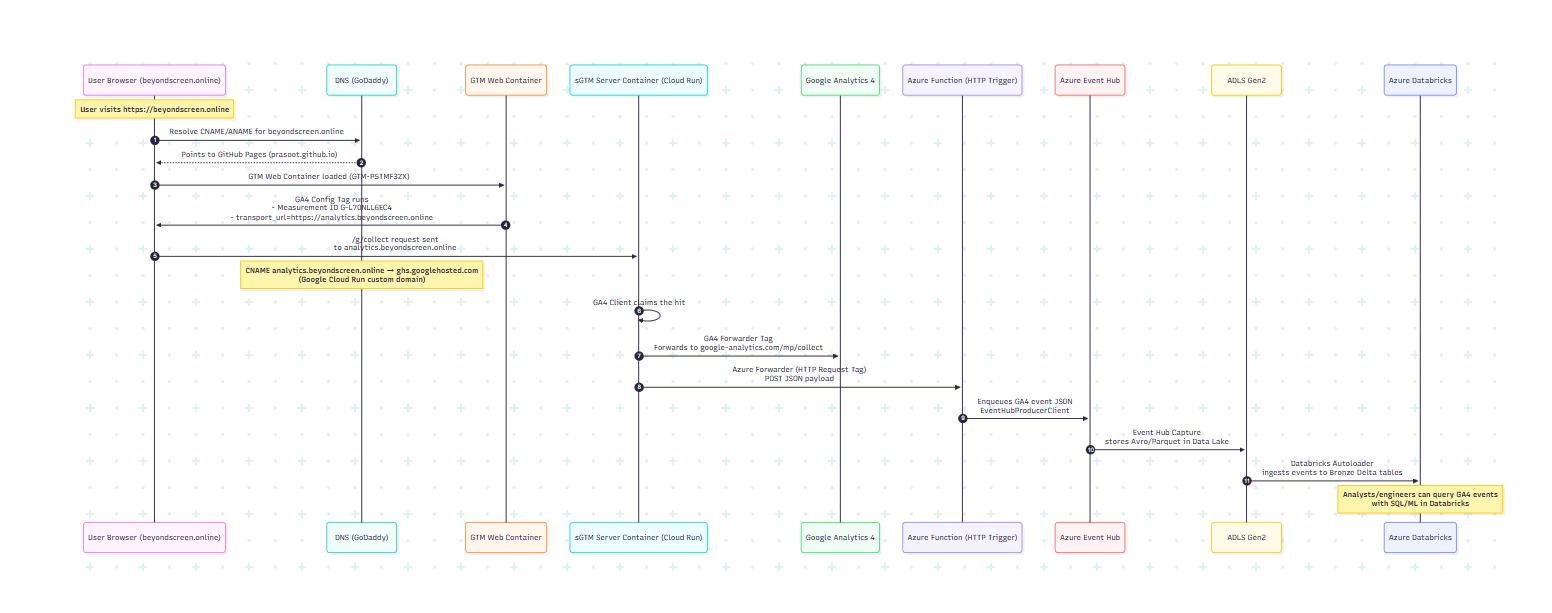 User Browser (beyondscreen.online)
DNS (GoDaddy)
GTM Web Container
sGTM Server Container (Cloud Run)
Google Analytics 4
Azure Function (HTTP Trigger)
Azure Event Hub
ADLS Gen2
Azure Databricks
User visits https://beyondscreen.online
1
Resolve CNAME/ANAME for beyondscreen.online
2
Points to GitHub Pages (prasoot.github.io)
3
GTM Web Container loaded (GTM-PSTMF3ZX)
4
GA4 Config Tag runs
- Measurement ID G-L70NLL6EC4
- transport_url=https://analytics.beyondscreen.online
5
/g/collect request sent
to analytics.beyondscreen.online
CNAME analytics.beyondscreen.online → ghs.googlehosted.com
(Google Cloud Run custom domain)
GA4 Client claims the hit
6
GA4 Forwarder Tag
Forwards to google-analytics.com/mp/collect
7
Azure Forwarder (HTTP Request Tag)
POST JSON payload
8
Enqueues GA4 event JSON
EventHubProducerClient
9
Event Hub Capture
stores Avro/Parquet in Data Lake
10
Databricks Autoloader
ingests events to Bronze Delta tables
11
Analysts/engineers can query GA4 events
with SQL/ML in Databricks
User Browser (beyondscreen.online)
DNS (GoDaddy)
GTM Web Container
sGTM Server Container (Cloud Run)
Google Analytics 4
Azure Function (HTTP Trigger)
Azure Event Hub
ADLS Gen2
Azure Databricks